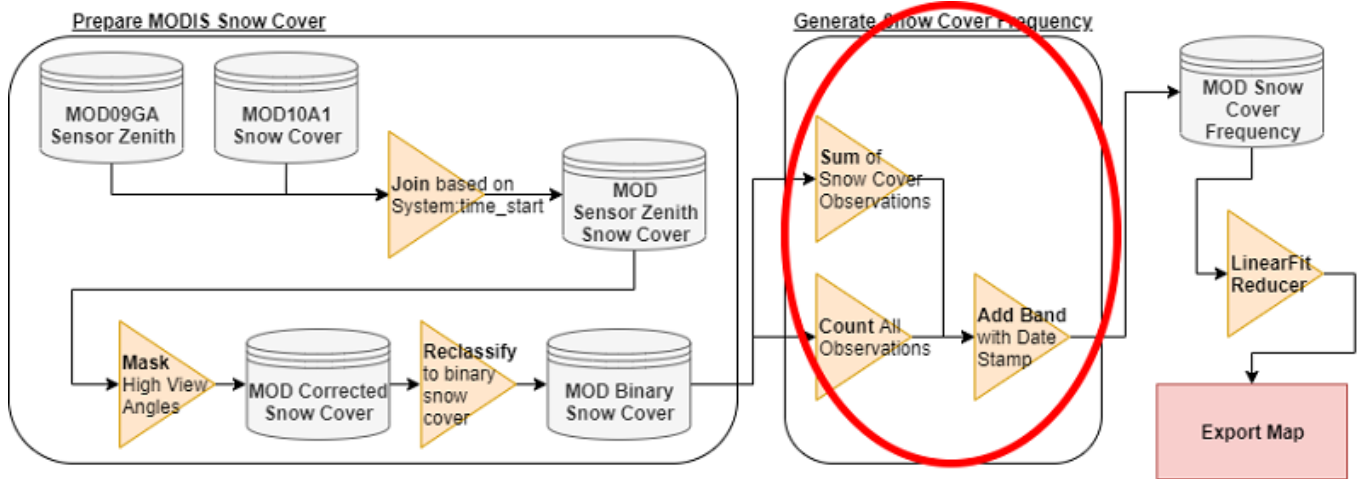 Prepare MODIS Snow Cover
MOD09GA
Sensor Zenith
MOD10A1
Snow Cover
Join based on
System:time_start
MOD
Sensor Zenith
Snow Cover
Mask
High View
Angles
MOD Corrected
Snow Cover
Reclassify
to binary
snow
cover
MOD Binary
Snow Cover
Generate Snow Cover Frequency
Sum of
Snow Cover
Observations
Count All
Observations
Add Band
with Date
Stamp
MOD Snow
Cover
Frequency
LinearFit
Reducer
Export Map